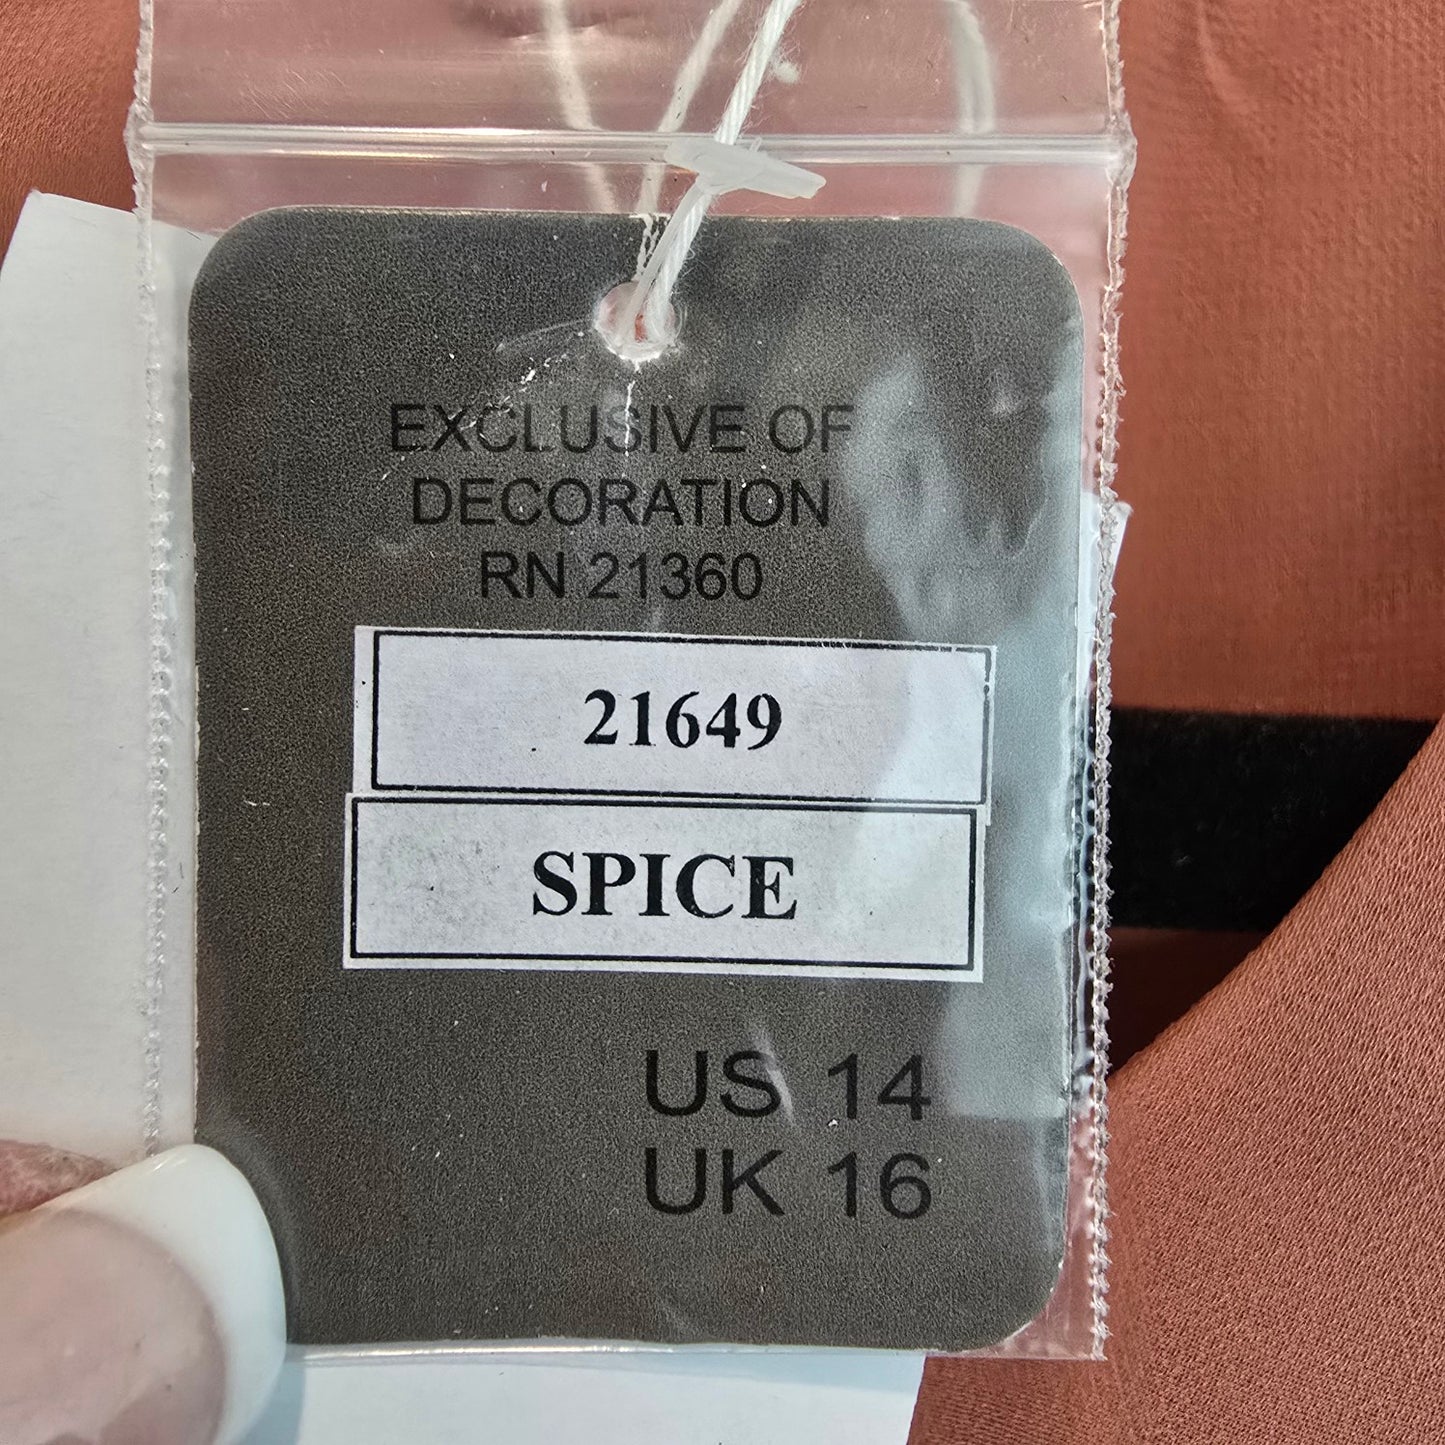 EXCLUSIVE OF
DECORATION
RN 21360
21649
SPICE
US 14
UK 16